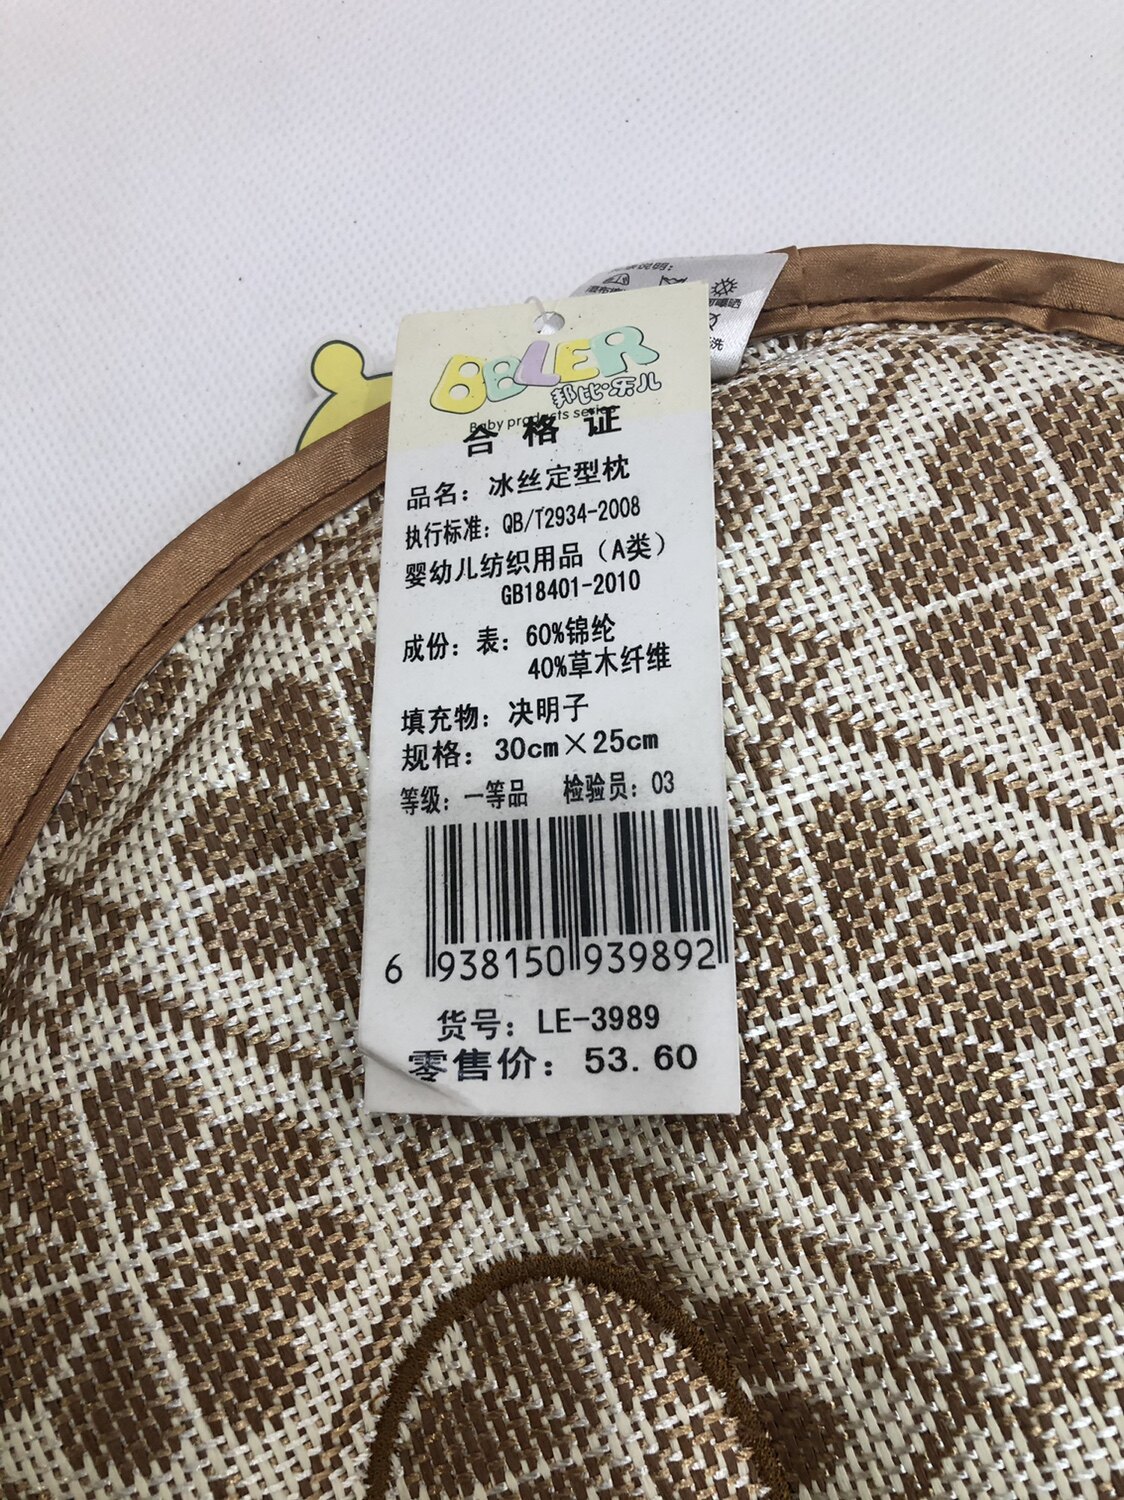 可曝晒
洗
BBLER
邦比·乐儿
Baby products series
合格证
品名：冰丝定型枕
执行标准：QB/T2934-2008
婴幼儿纺织用品（A类）
GB18401-2010
成份：表：60%锦纶
40%草木纤维
填充物：决明子
规格：30cm×25cm
等级：一等品 检验员：03
6 938150 939892
货号：LE-3989
零售价：53.60